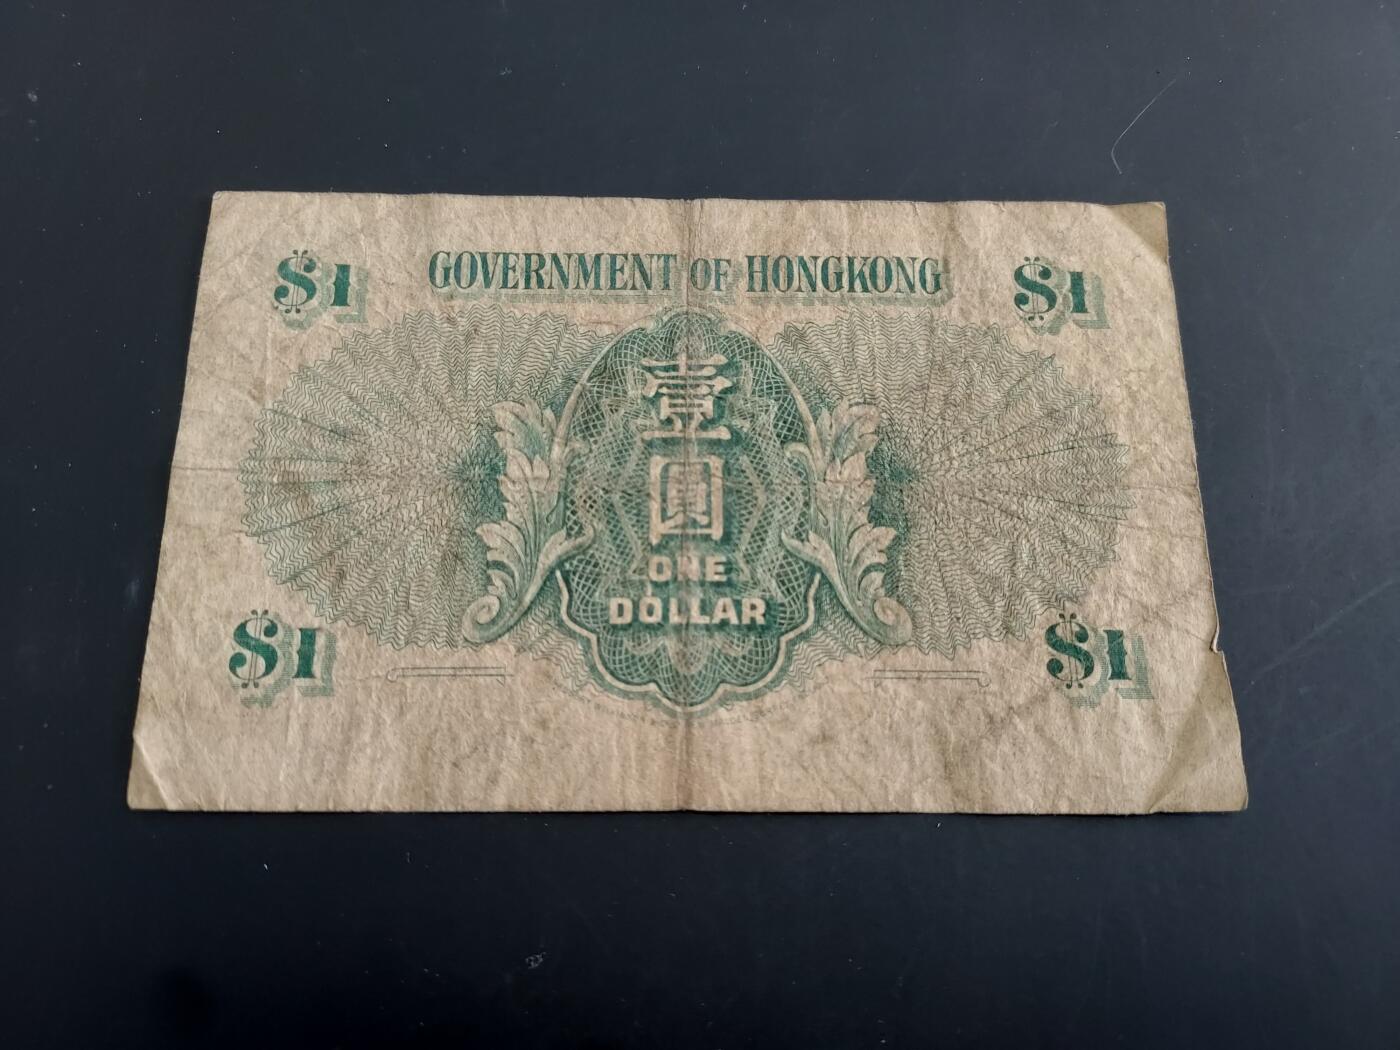 $1 GOVERNMENT OF HONGKONG $1
壹
圓
ONE
DOLLAR
$1 $1